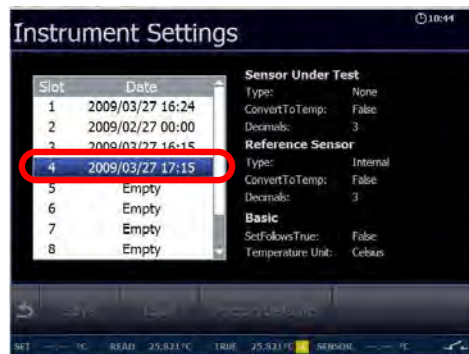 10:44
Instrument Settings
Slot Date
1 2009/03/27 16:24
2 2009/02/27 00:00
3 2009/03/27 16:15
4 2009/03/27 17:15
5 Empty
6 Empty
7 Empty
8 Empty
Sensor Under Test
Type: None
ConvertToTemp: False
Decimals: 3
Reference Sensor
Type: Internal
ConvertToTemp: False
Decimals: 3
Basic
SetFollowsTrue: False
Temperature Unit: Celsius
SET --- °C READ 25.821°C TRUE 25.821°C SENSOR --- °C